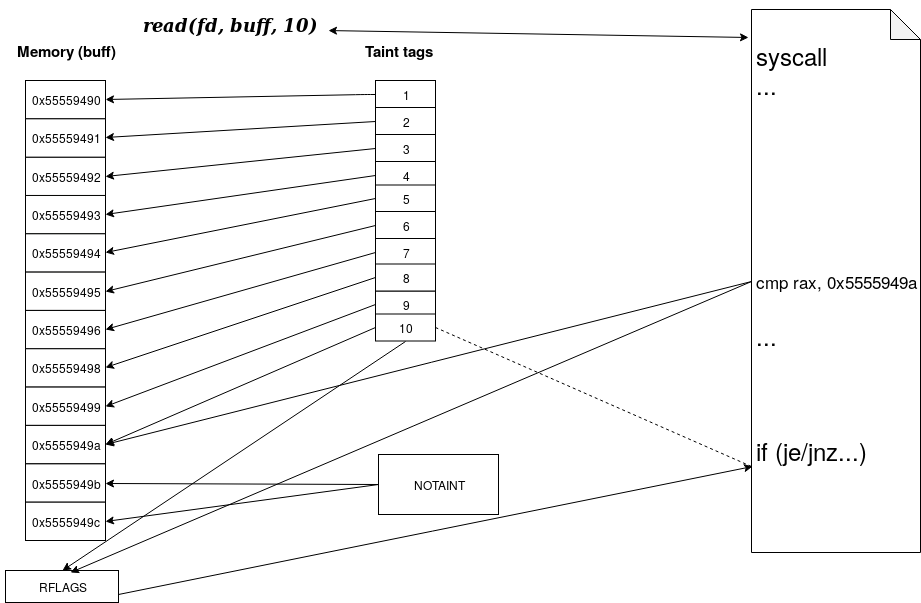 read(fd, buff, 10)
Memory (buff)
Taint tags
syscall
...
0x55559490
0x55559491
0x55559492
0x55559493
0x55559494
0x55559495
0x55559496
0x55559498
0x55559499
0x5555949a
0x5555949b
0x5555949c
1
2
3
4
5
6
7
8
9
10
NOTAINT
RFLAGS
cmp rax, 0x5555949a
...
if (je/jnz...)